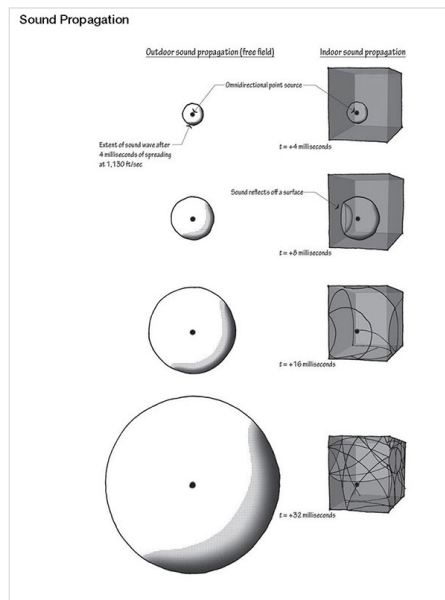 Sound Propagation
Outdoor sound propagation (free field)
Indoor sound propagation
Omnidirectional point source
Extent of sound wave after
4 milliseconds of spreading
at 1,130 ft/sec
t = +4 milliseconds
Sound reflects off a surface
t = +8 milliseconds
t = +16 milliseconds
t = +32 milliseconds